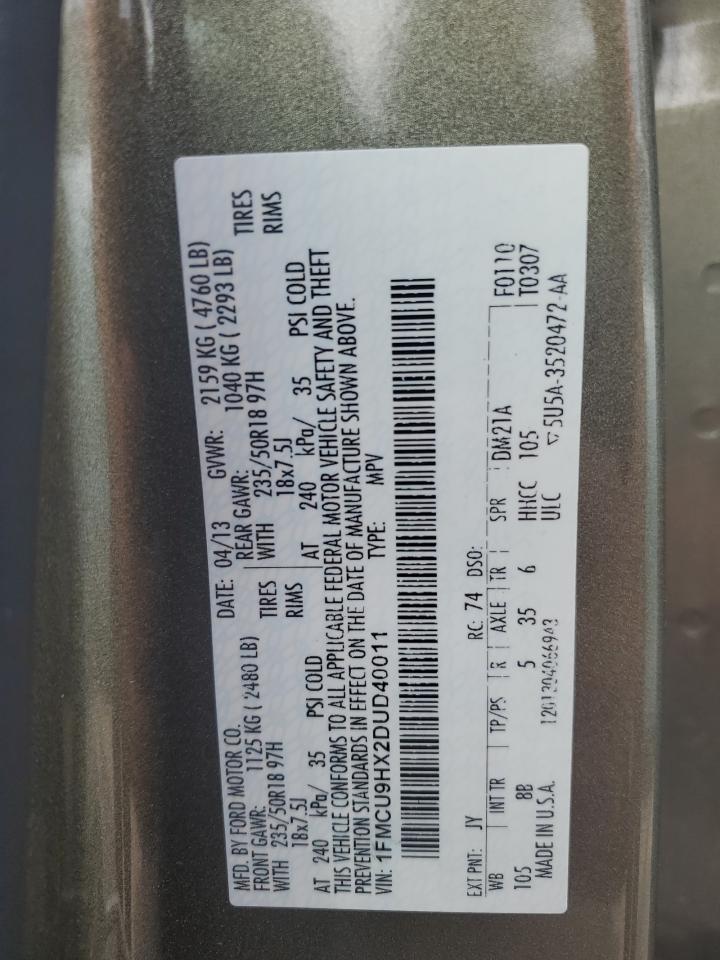 MFD. BY FORD MOTOR CO.
DATE: 04/13 GVWR: 2159 KG ( 4760 LB)
FRONT GAWR: 1125 KG ( 2480 LB) REAR GAWR: 1040 KG ( 2293 LB)
WITH 235/50R18 97H TIRES WITH 235/50R18 97H TIRES
18x7.5J RIMS 18x7.5J RIMS
AT 240 kPa/ 35 PSI COLD AT 240 kPa/ 35 PSI COLD
THIS VEHICLE CONFORMS TO ALL APPLICABLE FEDERAL MOTOR VEHICLE SAFETY AND THEFT
PREVENTION STANDARDS IN EFFECT ON THE DATE OF MANUFACTURE SHOWN ABOVE.
VIN: 1FMCU9HX2DUD40011 TYPE: MPV
EXT PNT: JY RC: 74 DSO: F0110
WB INT TR TP/PS R AXLE TR SPR DM21A T0307
105 8B 5 35 6 HHCC 105
MADE IN U.S.A. UIC ▽5U5A-3520472-AA